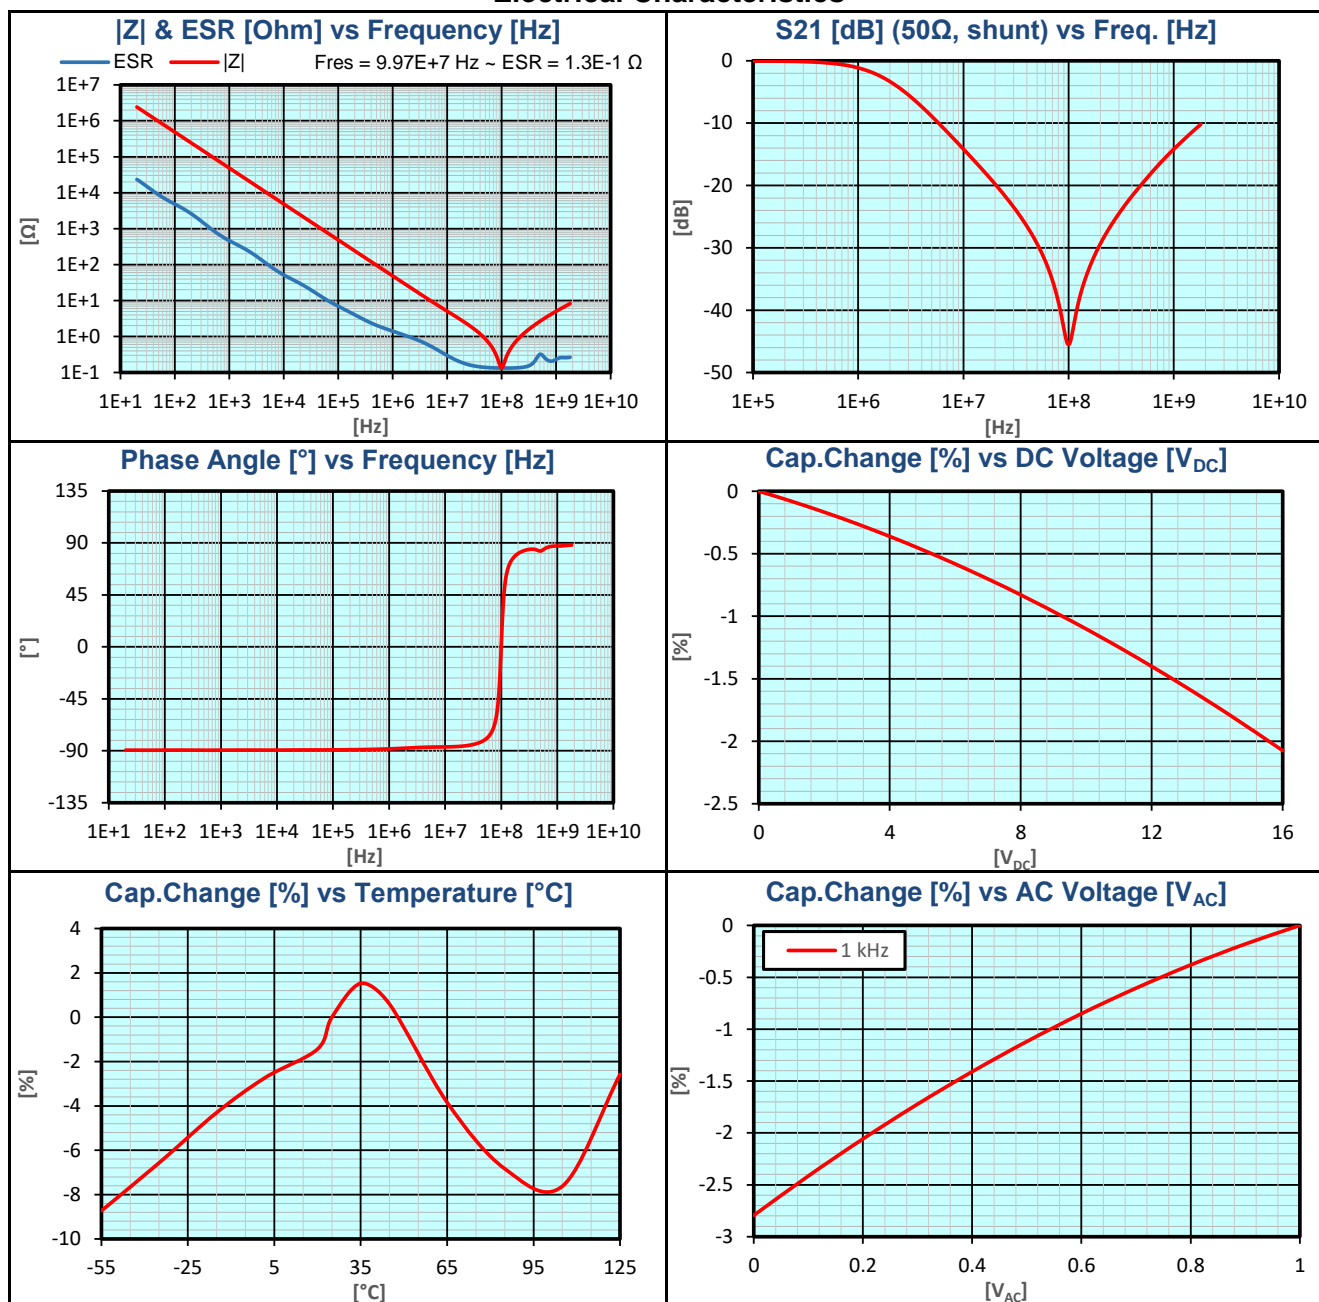 |Z| & ESR [Ohm] vs Frequency [Hz]
ESR |Z| Fres = 9.97E+7 Hz ~ ESR = 1.3E-1 Ω
1E+7
1E+6
1E+5
1E+4
1E+3
1E+2
1E+1
1E+0
1E-1
[Ω]
1E+1 1E+2 1E+3 1E+4 1E+5 1E+6 1E+7 1E+8 1E+9 1E+10
[Hz]
S21 [dB] (50Ω, shunt) vs Freq. [Hz]
0
-10
-20
-30
-40
-50
[dB]
1E+5 1E+6 1E+7 1E+8 1E+9 1E+10
[Hz]
Phase Angle [°] vs Frequency [Hz]
135
90
45
0
-45
-90
-135
[°]
1E+1 1E+2 1E+3 1E+4 1E+5 1E+6 1E+7 1E+8 1E+9 1E+10
[Hz]
Cap.Change [%] vs DC Voltage [VDC]
0
-0.5
-1
-1.5
-2
-2.5
[%]
0 4 8 12 16
[VDC]
Cap.Change [%] vs Temperature [°C]
4
2
0
-2
-4
-6
-8
-10
[%]
-55 -25 5 35 65 95 125
[°C]
Cap.Change [%] vs AC Voltage [VAC]
1 kHz
0
-0.5
-1
-1.5
-2
-2.5
-3
[%]
0 0.2 0.4 0.6 0.8 1
[VAC]